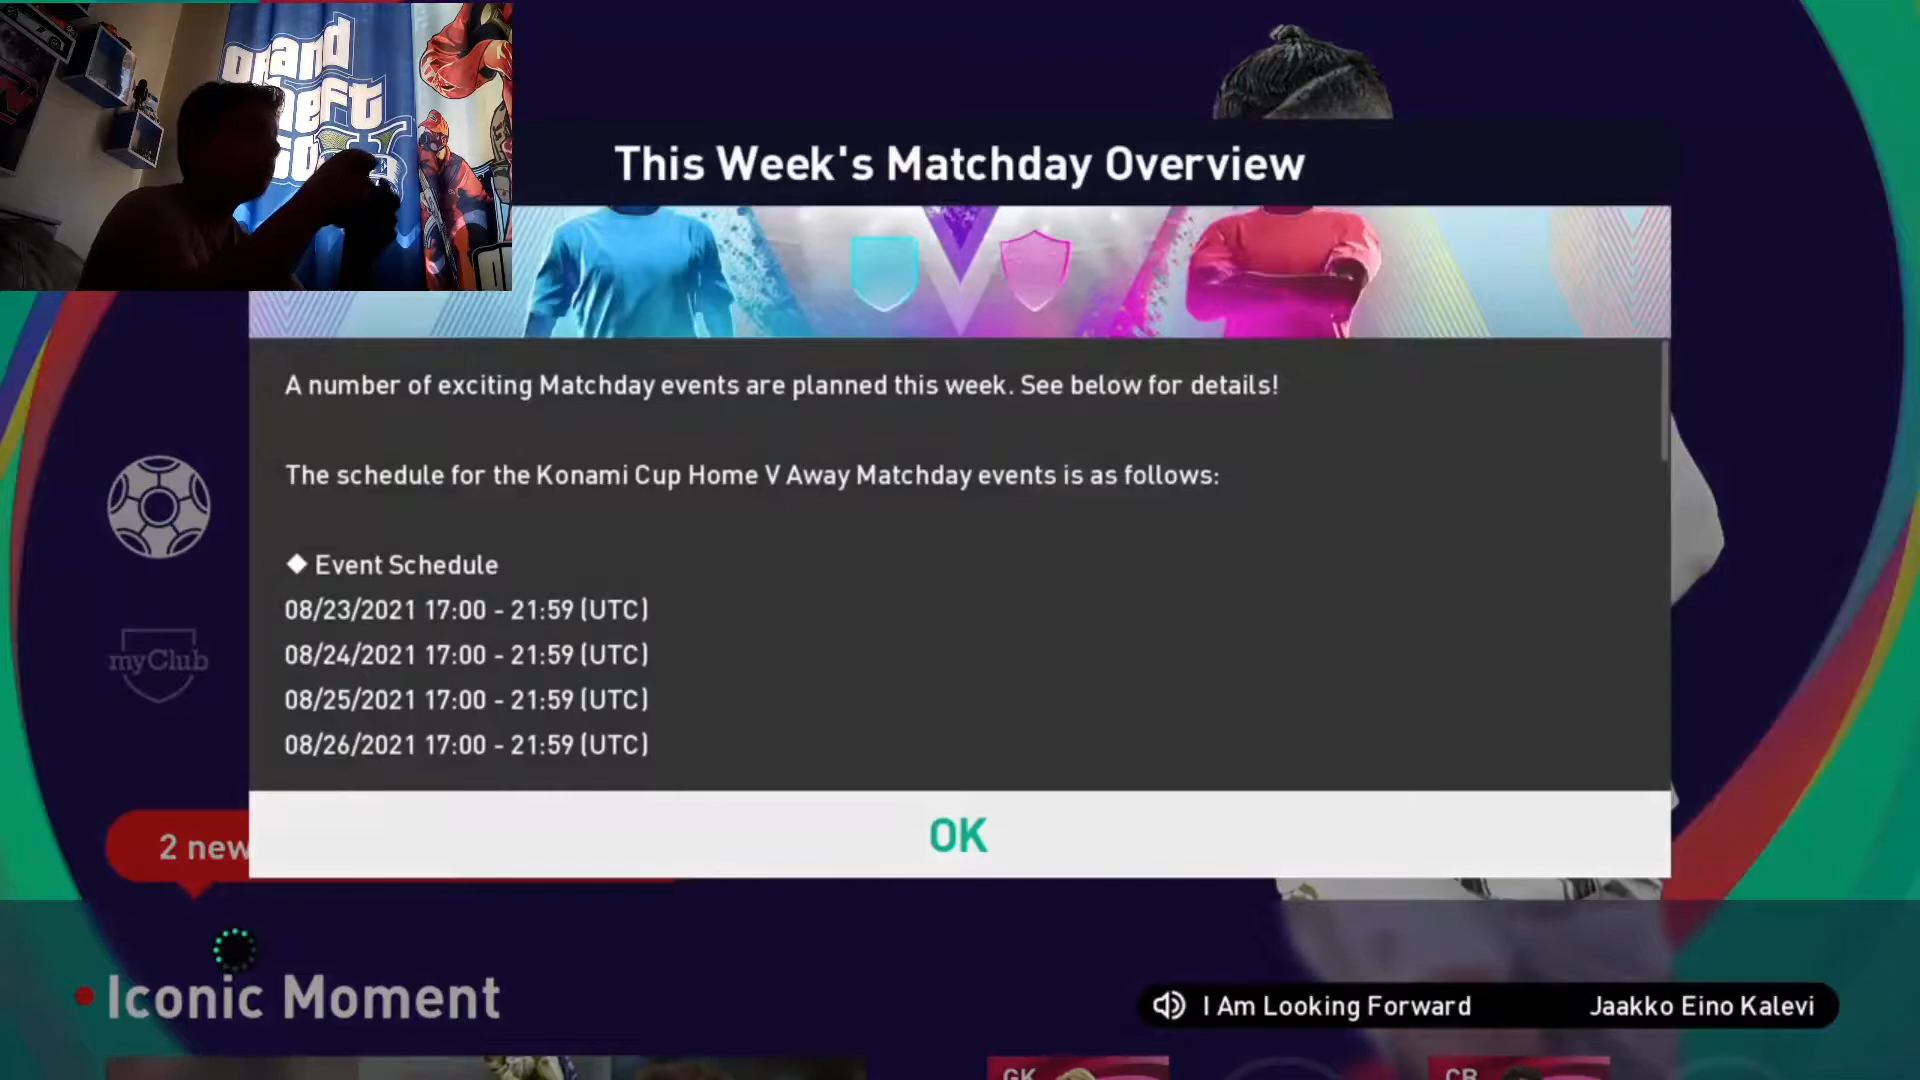 Grand
Theft
This Week's Matchday Overview
A number of exciting Matchday events are planned this week. See below for details!
The schedule for the Konami Cup Home V Away Matchday events is as follows:
◆ Event Schedule
08/23/2021 17:00 - 21:59 (UTC)
08/24/2021 17:00 - 21:59 (UTC)
08/25/2021 17:00 - 21:59 (UTC)
08/26/2021 17:00 - 21:59 (UTC)
myClub
2 new
OK
Iconic Moment
I Am Looking Forward Jaakko Eino Kalevi
GK
CB